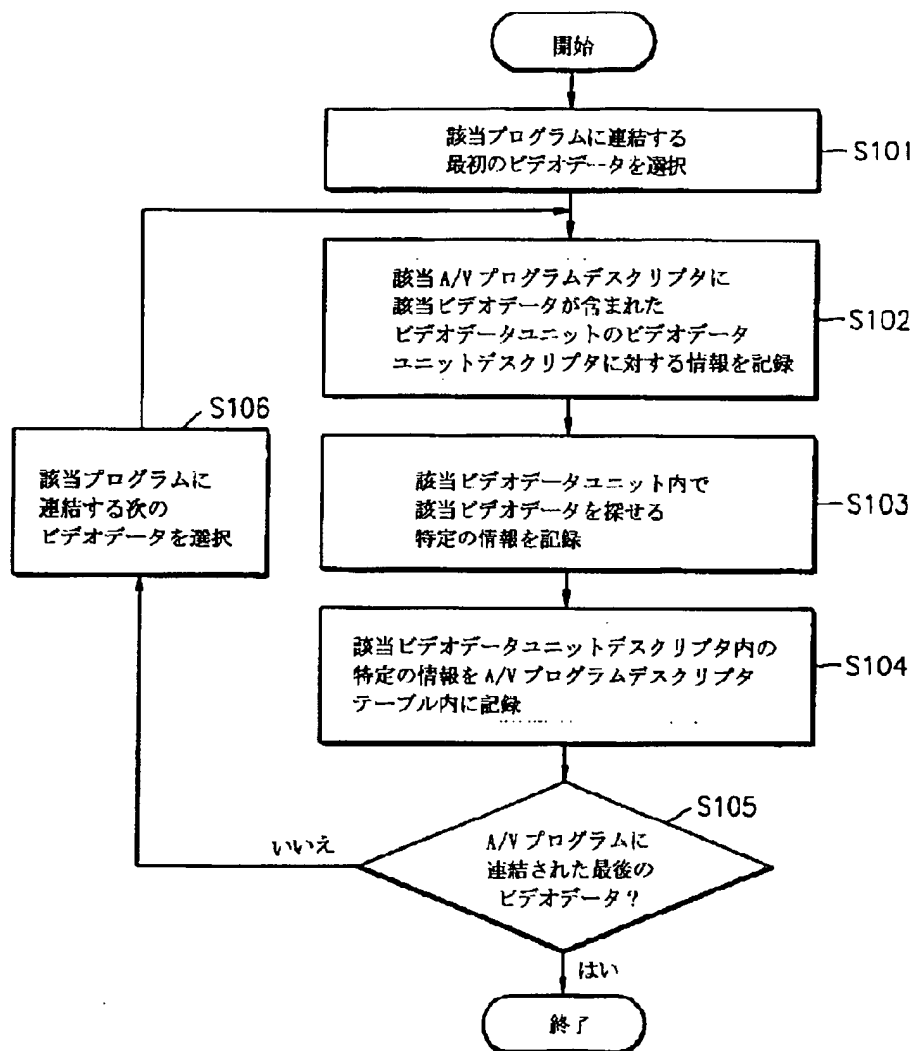 開始
該当プログラムに連結する
最初のビデオデータを選択
S101
該当 A/V プログラムデスクリプタに
該当ビデオデータが含まれた
ビデオデータユニットのビデオデータ
ユニットデスクリプタに対する情報を記録
S102
該当ビデオデータユニット内で
該当ビデオデータを探せる
特定の情報を記録
S103
該当ビデオデータユニットデスクリプタ内の
特定の情報を A/V プログラムデスクリプタ
テーブル内に記録
S104
S105
A/V プログラムに
連結された最後の
ビデオデータ?
いいえ
S106
該当プログラムに
連結する次の
ビデオデータを選択
はい
終了